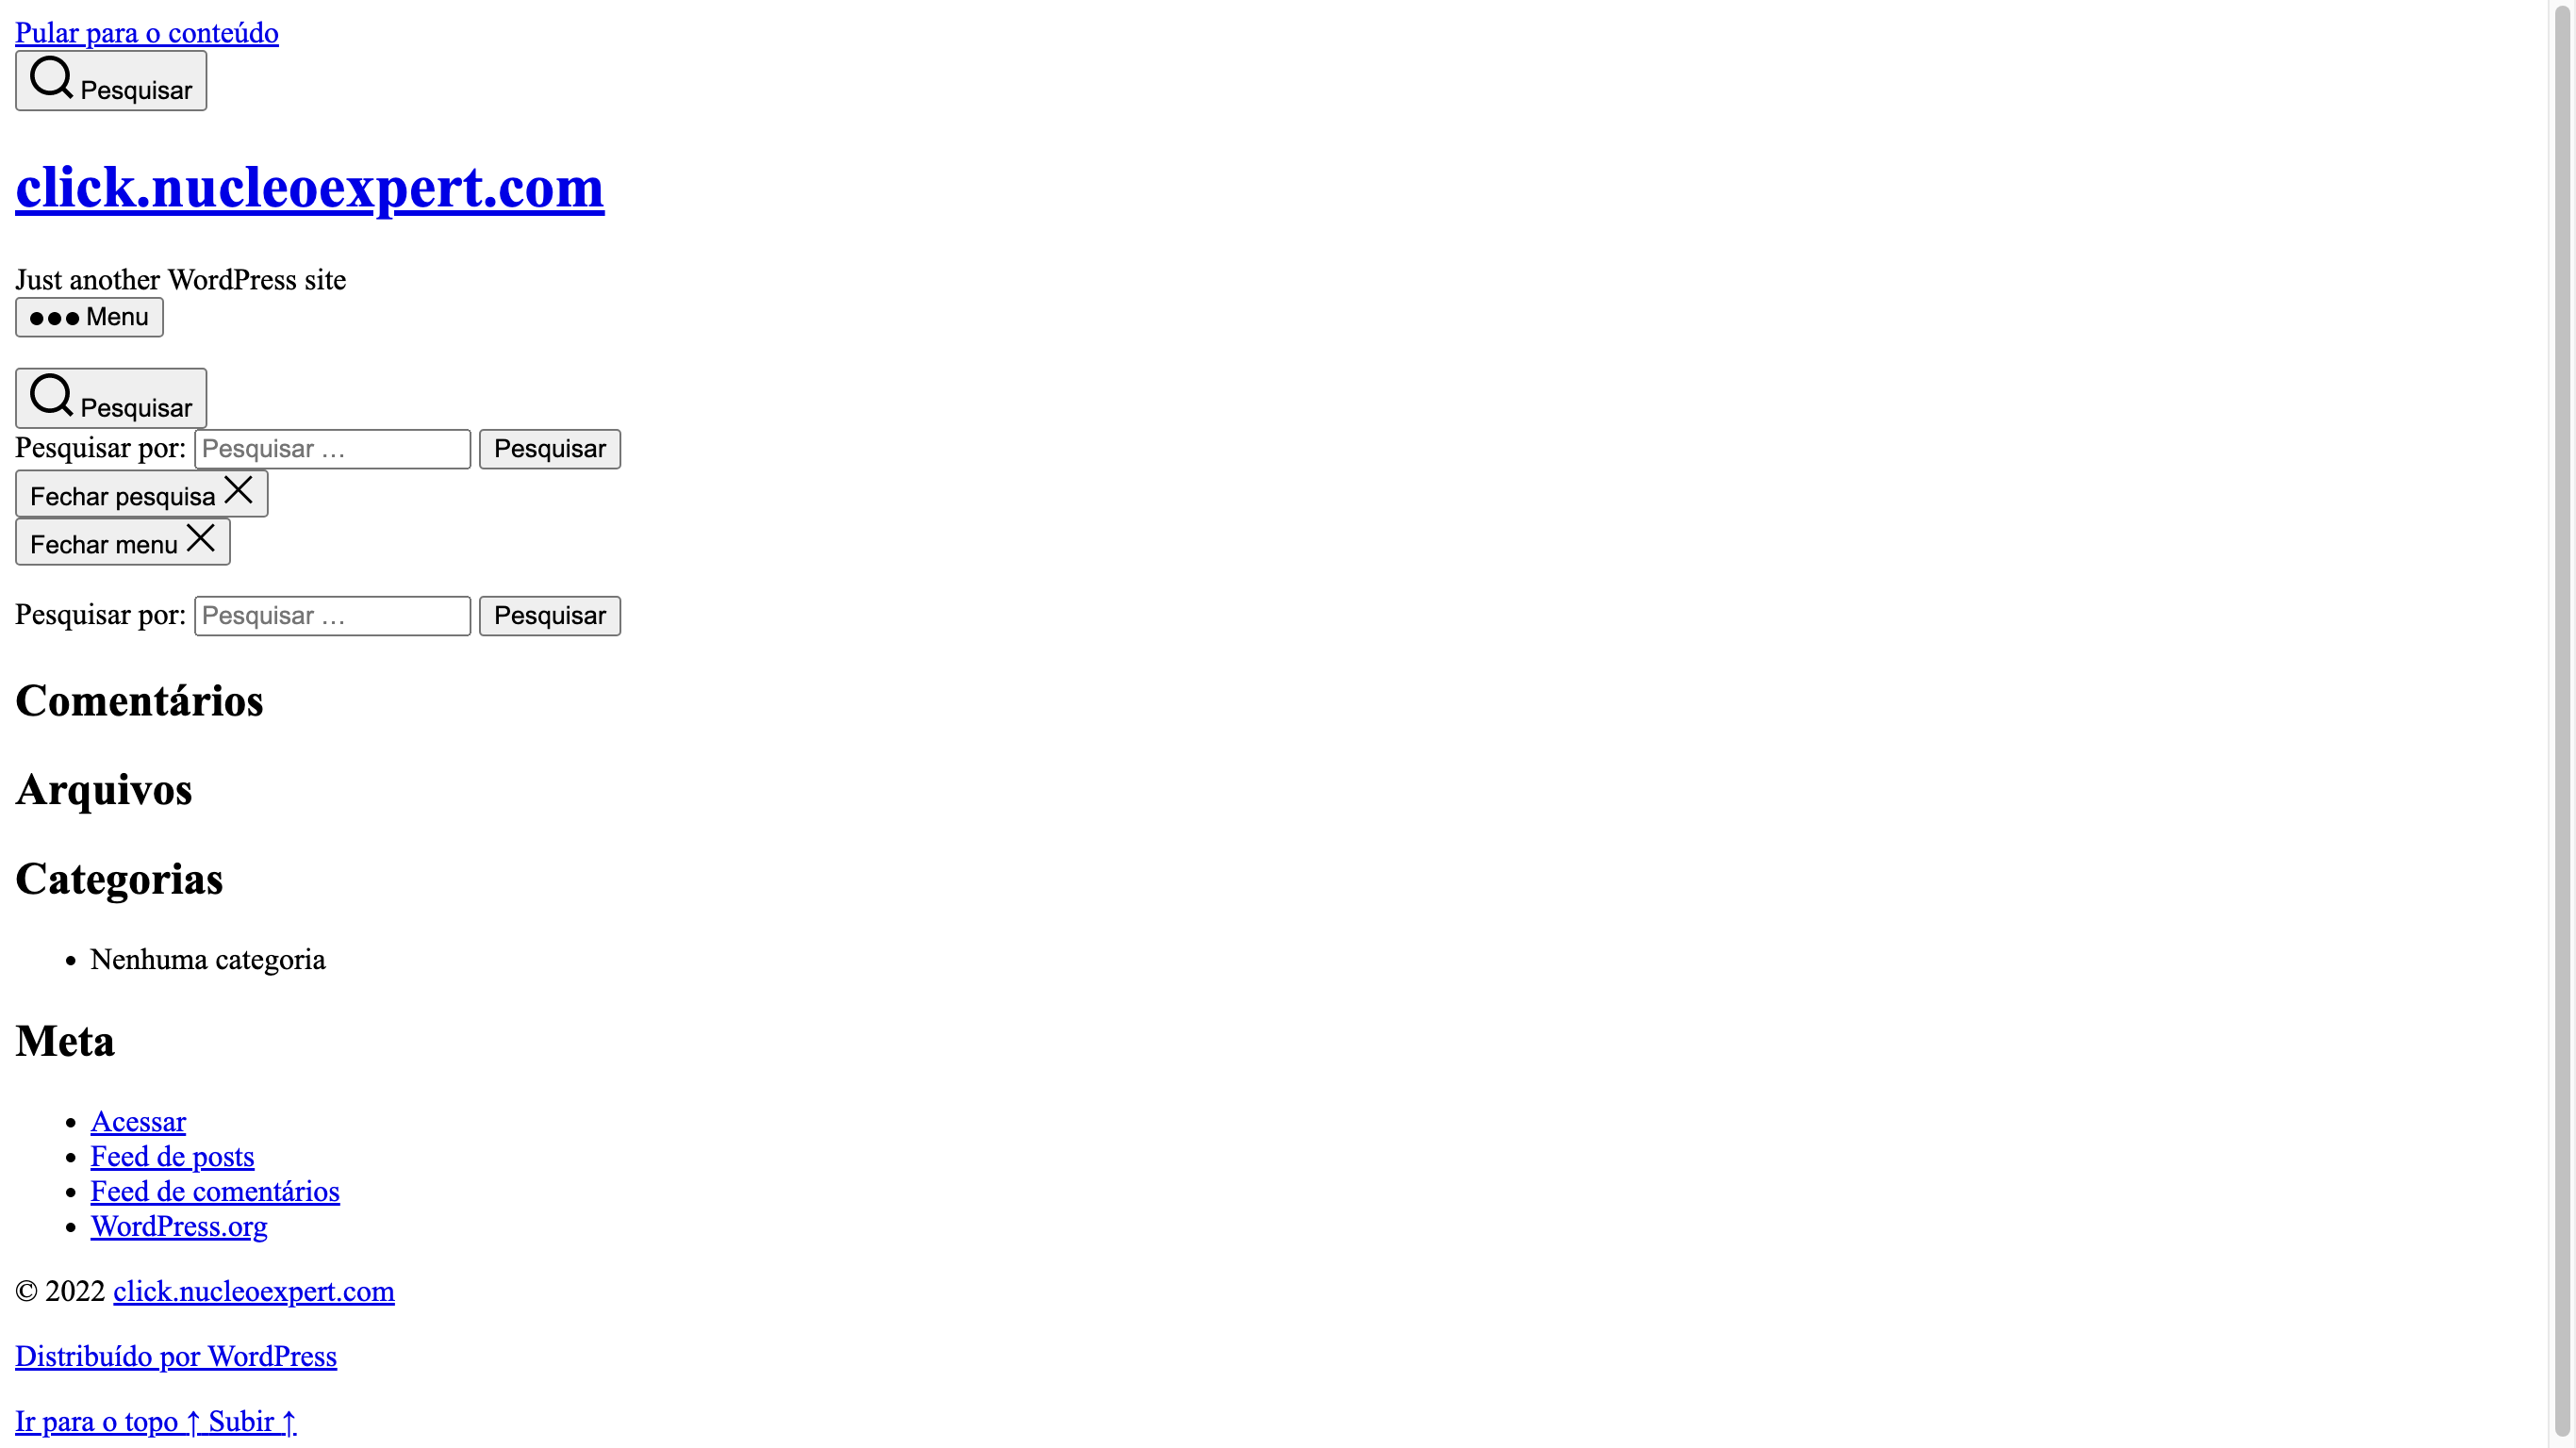 Pular para o conteúdo
Pesquisar
click.nucleoexpert.com
Just another WordPress site
Menu
Pesquisar
Pesquisar por: Pesquisar … Pesquisar
Fechar pesquisa
Fechar menu
Pesquisar por: Pesquisar … Pesquisar
Comentários
Arquivos
Categorias
Nenhuma categoria
Meta
Acessar
Feed de posts
Feed de comentários
WordPress.org
© 2022 click.nucleoexpert.com
Distribuído por WordPress
Ir para o topo ↑ Subir ↑